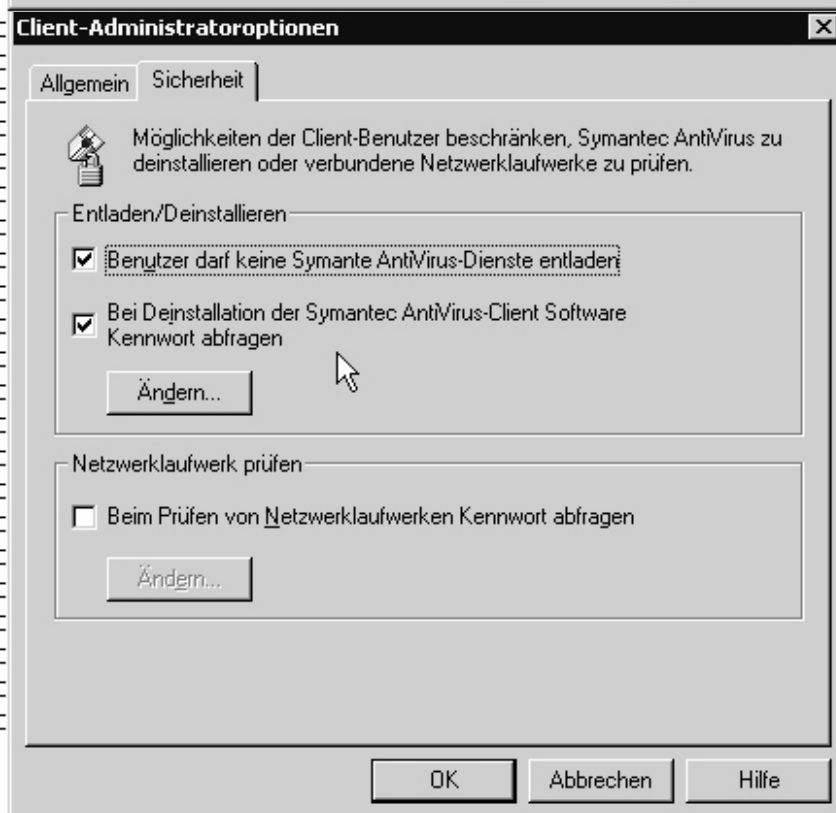 Client-Administratoroptionen
Allgemein
Sicherheit
Möglichkeiten der Client-Benutzer beschränken, Symantec AntiVirus zu
deinstallieren oder verbundene Netzwerklaufwerke zu prüfen.
Entladen/Deinstallieren
Benutzer darf keine Symante AntiVirus-Dienste entladen
Bei Deinstallation der Symantec AntiVirus-Client Software
Kennwort abfragen
Ändern...
Netzwerklaufwerk prüfen
Beim Prüfen von Netzwerklaufwerken Kennwort abfragen
Ändern...
OK
Abbrechen
Hilfe